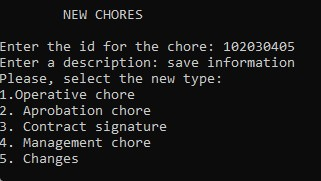 NEW CHORES
Enter the id for the chore: 102030405
Enter a description: save information
Please, select the new type:
1.Operative chore
2. Aprobation chore
3. Contract signature
4. Management chore
5. Changes